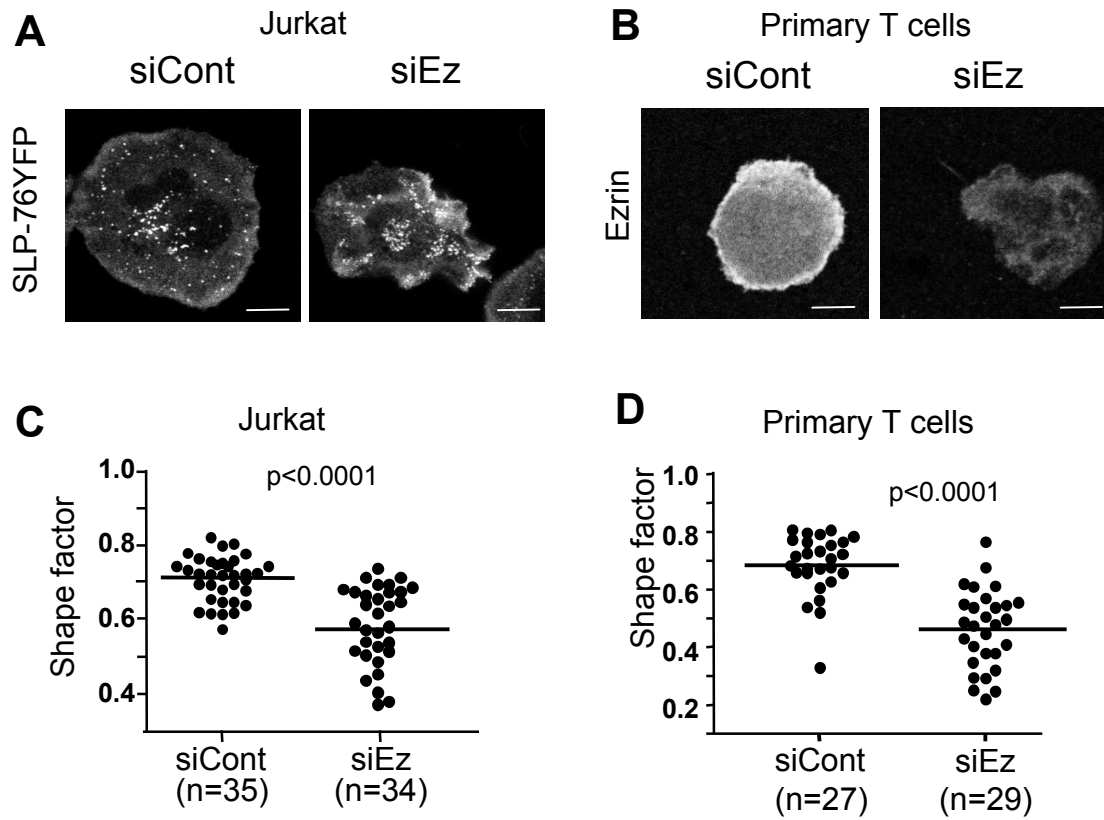 A
Jurkat
siCont siEz
SLP-76YFP
B
Primary T cells
siCont siEz
Ezrin
C
Jurkat
p<0.0001
Shape factor
1.0
0.8
0.6
0.4
siCont siEz
(n=35) (n=34)
D
Primary T cells
p<0.0001
Shape factor
1.0
0.8
0.6
0.4
0.2
siCont siEz
(n=27) (n=29)